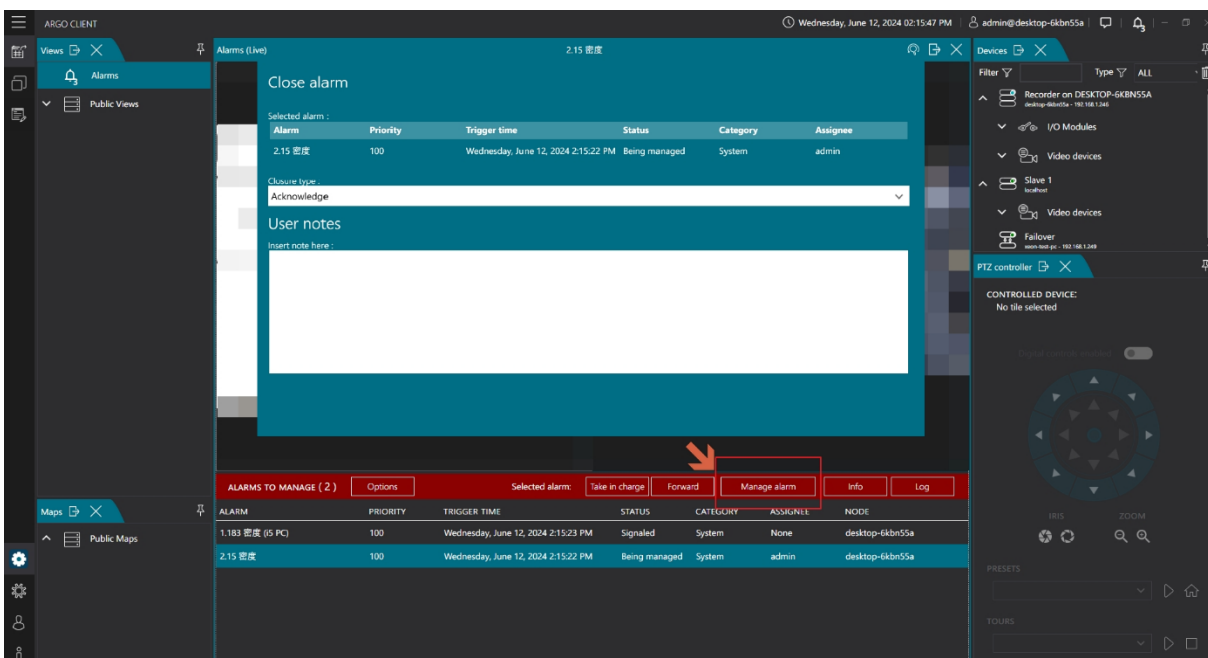 ARGO CLIENT
Wednesday, June 12, 2024 02:15:47 PM
admin@desktop-6kbn55a
3
Views
3
Alarms
Public Views
Alarms (Live)
2.15 密度
Close alarm
Selected alarm :
Alarm Priority Trigger time Status Category Assignee
2.15 密度 100 Wednesday, June 12, 2024 2:15:22 PM Being managed System admin
Closure type :
Acknowledge
User notes
Insert note here :
ALARMS TO MANAGE ( 2 ) Options Selected alarm: Take in charge Forward Manage alarm Info Log
ALARM PRIORITY TRIGGER TIME STATUS CATEGORY ASSIGNEE NODE
1.183 密度 (i5 PC) 100 Wednesday, June 12, 2024 2:15:23 PM Signaled System None desktop-6kbn55a
2.15 密度 100 Wednesday, June 12, 2024 2:15:22 PM Being managed System admin desktop-6kbn55a
Maps
Public Maps
Devices
Filter Type ALL
Recorder on DESKTOP-6KBN55A
desktop-6kbn55a - 192.168.1.246
I/O Modules
Video devices
Slave 1
localhost
Video devices
Failover
PTZ controller
CONTROLLED DEVICE:
No tile selected
IRIS ZOOM
PRESETS
TOURS